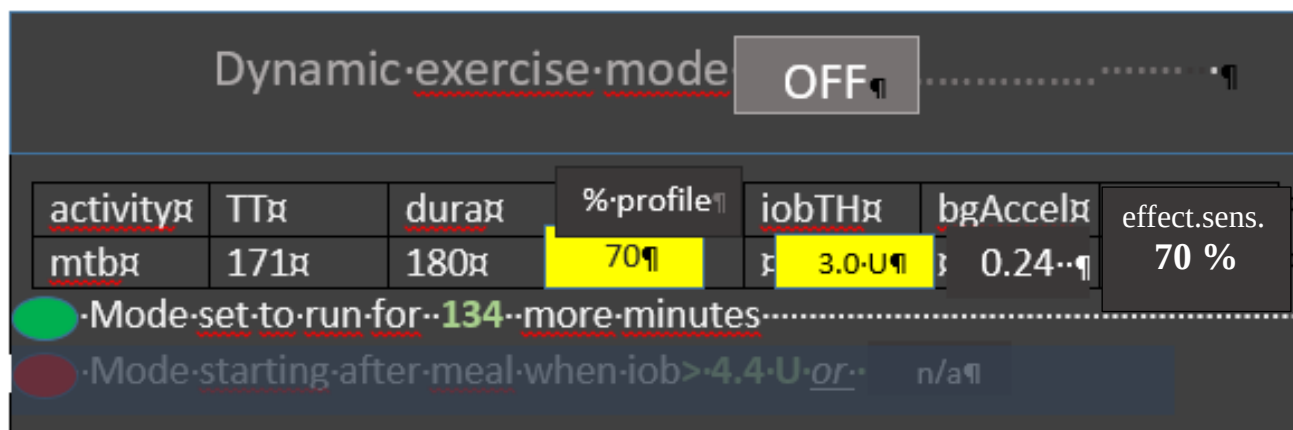 Dynamic·exercise·mode OFF¶ ···················· ·¶
activity¤ TT¤ dura¤ %·profile¶ iobTH¤ bgAccel¤ effect.sens.
mtb¤ 171¤ 180¤ 70¶ ¤ 3.0·U¶ ¤ 0.24··¶ 70 %
·Mode·set·to·run·for··134··more·minutes
·Mode·starting·after·meal·when·iob>·4.4·U·or·· n/a¶